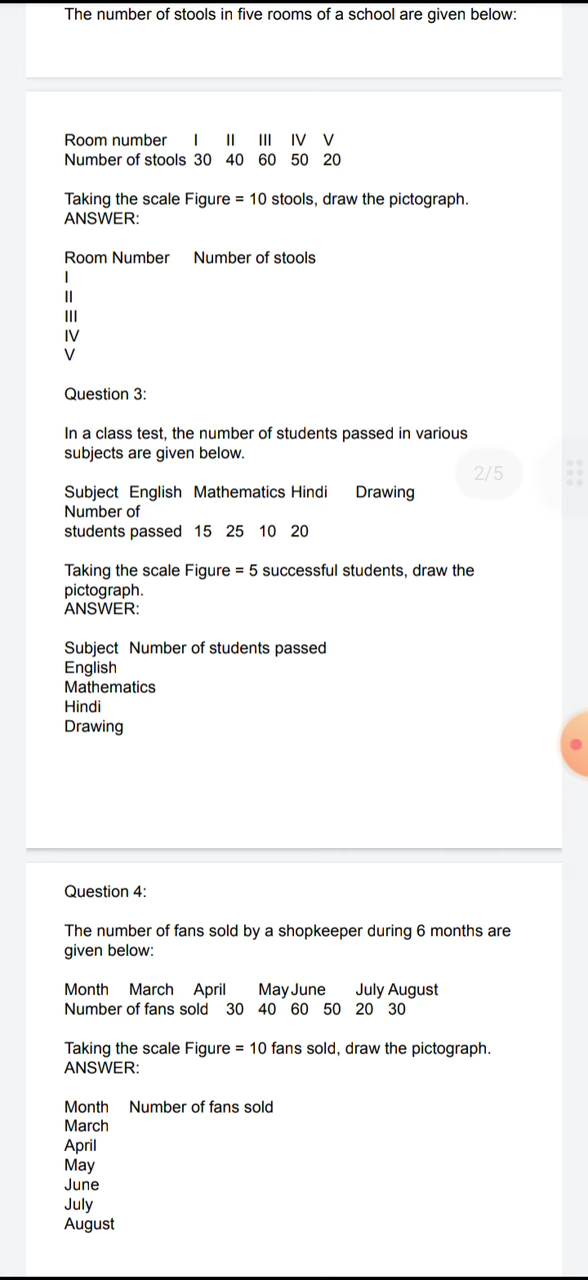 The number of stools in five rooms of a school are given below:
Room number I II III IV V
Number of stools 30 40 60 50 20
Taking the scale Figure = 10 stools, draw the pictograph.
ANSWER:
Room Number Number of stools
I
II
III
IV
V
Question 3:
In a class test, the number of students passed in various
subjects are given below.
2/5
Subject English Mathematics Hindi Drawing
Number of
students passed 15 25 10 20
Taking the scale Figure = 5 successful students, draw the
pictograph.
ANSWER:
Subject Number of students passed
English
Mathematics
Hindi
Drawing
Question 4:
The number of fans sold by a shopkeeper during 6 months are
given below:
Month March April May June July August
Number of fans sold 30 40 60 50 20 30
Taking the scale Figure = 10 fans sold, draw the pictograph.
ANSWER:
Month Number of fans sold
March
April
May
June
July
August